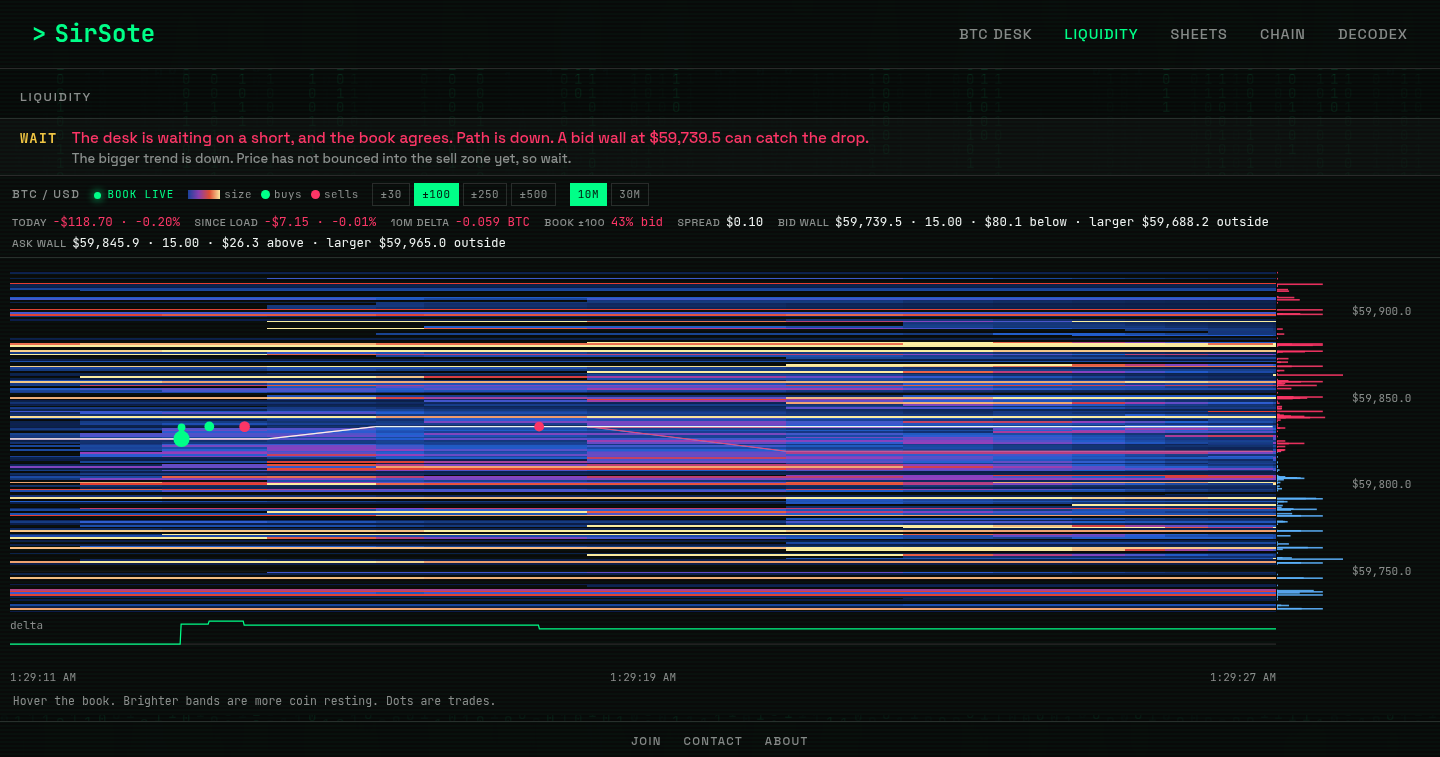 > SirSote
BTC DESK LIQUIDITY SHEETS CHAIN DECODEX
LIQUIDITY
WAIT The desk is waiting on a short, and the book agrees. Path is down. A bid wall at $59,739.5 can catch the drop.
The bigger trend is down. Price has not bounced into the sell zone yet, so wait.
BTC / USD BOOK LIVE size buys sells ±30 ±100 ±250 ±500 10M 30M
TODAY -$118.70 · -0.20% SINCE LOAD -$7.15 · -0.01% 10M DELTA -0.059 BTC BOOK ±100 43% bid SPREAD $0.10 BID WALL $59,739.5 · 15.00 · $80.1 below · larger $59,688.2 outside
ASK WALL $59,845.9 · 15.00 · $26.3 above · larger $59,965.0 outside
$59,900.0
$59,850.0
$59,800.0
$59,750.0
delta
1:29:11 AM 1:29:19 AM 1:29:27 AM
Hover the book. Brighter bands are more coin resting. Dots are trades.
JOIN CONTACT ABOUT